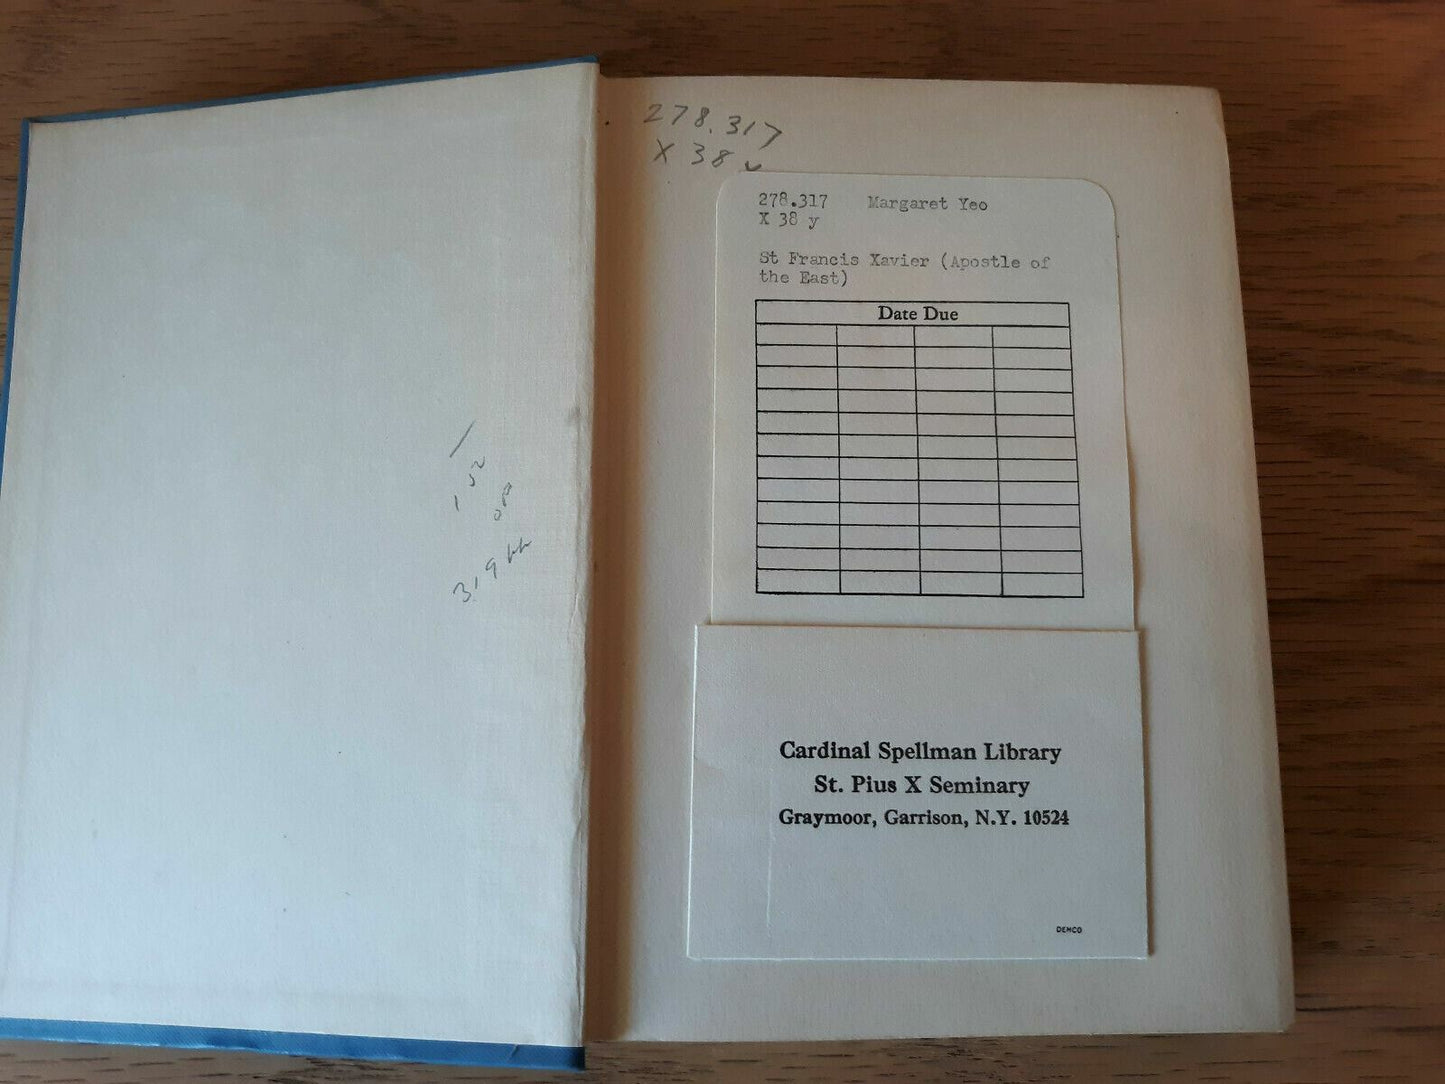 278.317
X 38 y
278.317 Margaret Yeo
X 38 y
St Francis Xavier (Apostle of
the East)
Date Due
Cardinal Spellman Library
St. Pius X Seminary
Graymoor, Garrison, N.Y. 10524
DEMCO